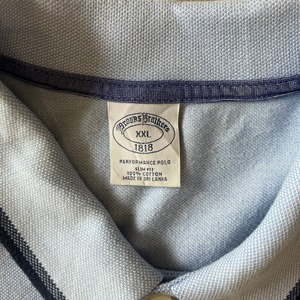 Brooks Brothers
XXL
1818
PERFORMANCE POLO
SLIM FIT
100% COTTON
MADE IN SRI LANKA